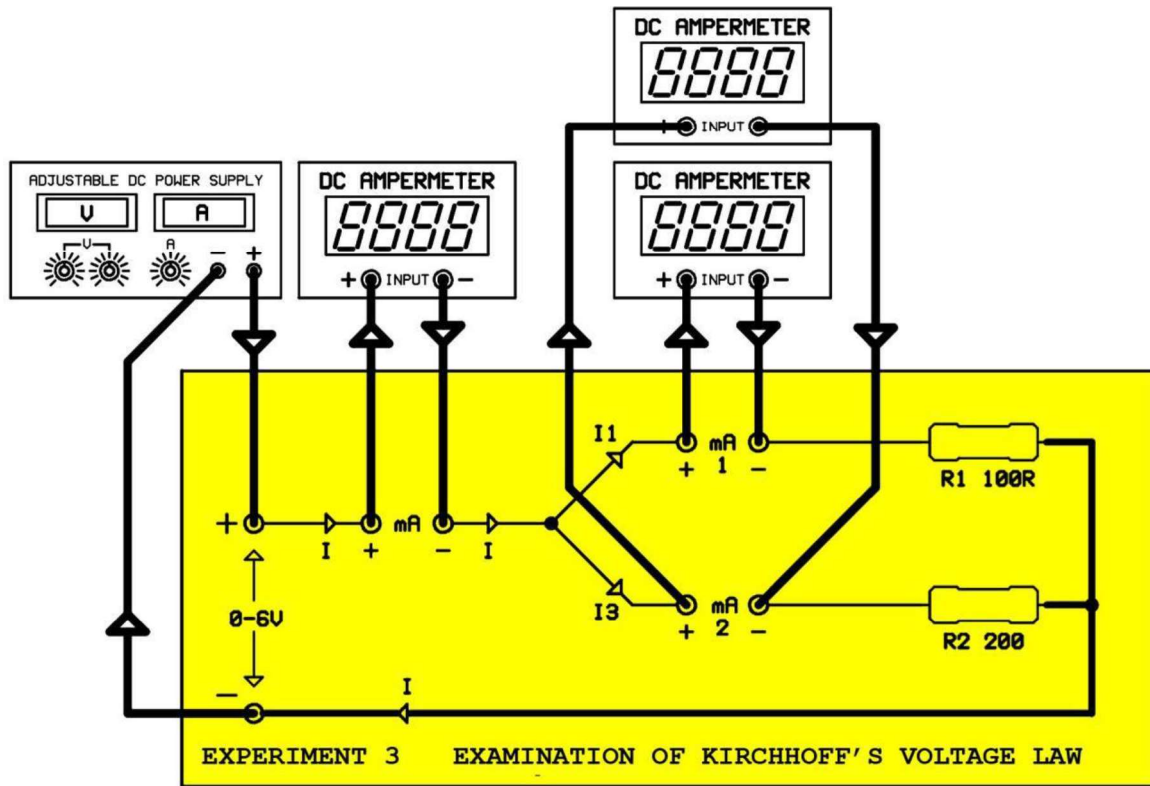 DC AMPERMETER
8888
+ INPUT
ADJUSTABLE DC POWER SUPPLY
V A
V A - +
DC AMPERMETER
8888
+ INPUT -
DC AMPERMETER
8888
+ INPUT -
I1
+ mA 1 -
R1 100R
+ I + mA - I
0-6V
I3
+ mA 2 -
R2 200
-
I
EXPERIMENT 3 EXAMINATION OF KIRCHHOFF'S VOLTAGE LAW